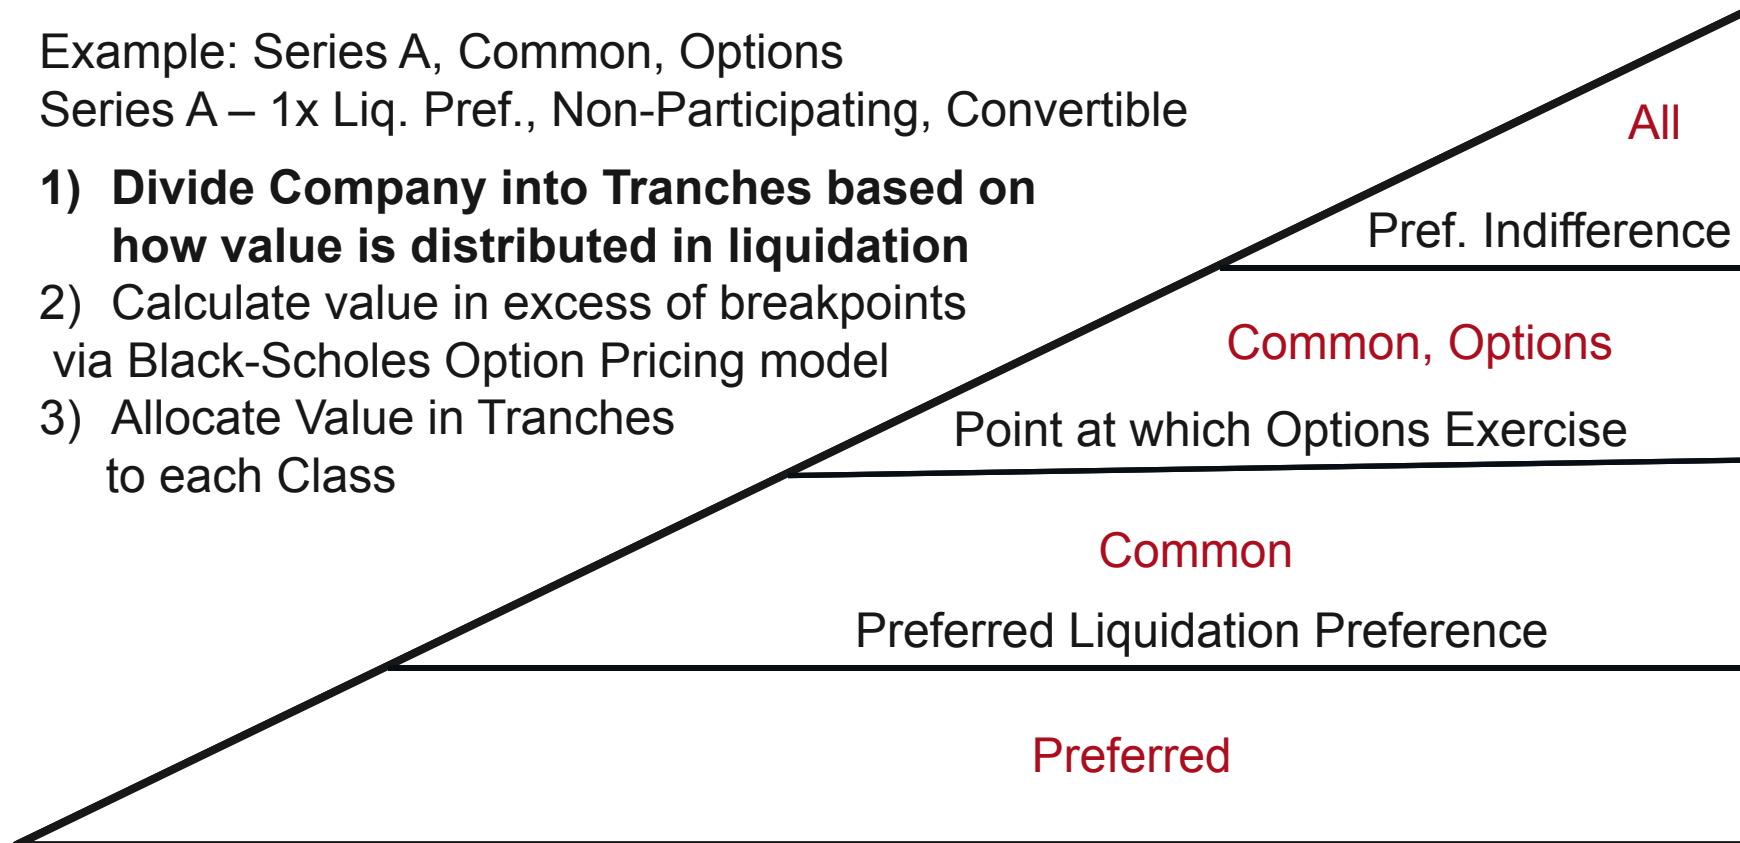 Example: Series A, Common, Options
Series A – 1x Liq. Pref., Non-Participating, Convertible
1) Divide Company into Tranches based on
how value is distributed in liquidation
2) Calculate value in excess of breakpoints
via Black-Scholes Option Pricing model
3) Allocate Value in Tranches
to each Class
All
Pref. Indifference
Common, Options
Point at which Options Exercise
Common
Preferred Liquidation Preference
Preferred